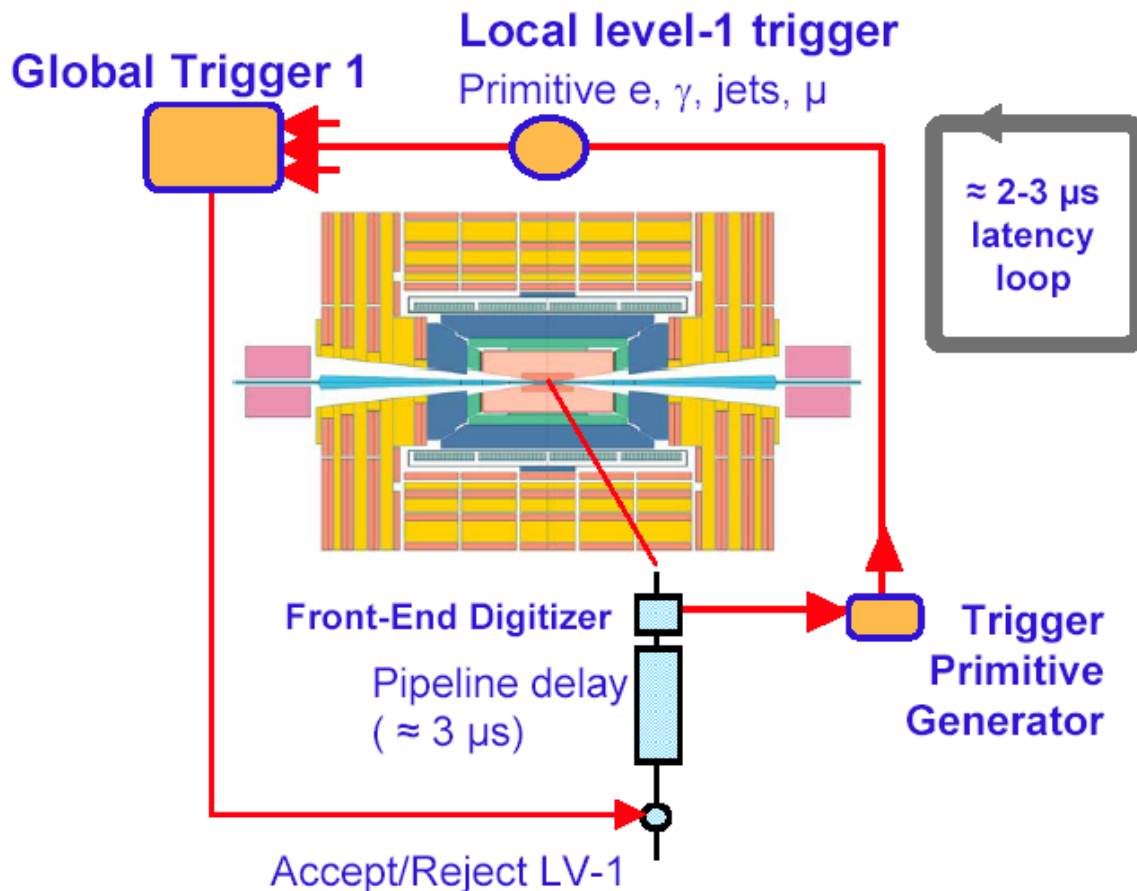 Local level-1 trigger
Global Trigger 1
Primitive e, γ, jets, μ
≈ 2-3 µs
latency
loop
Front-End Digitizer
Pipeline delay
( ≈ 3 µs)
Trigger
Primitive
Generator
Accept/Reject LV-1